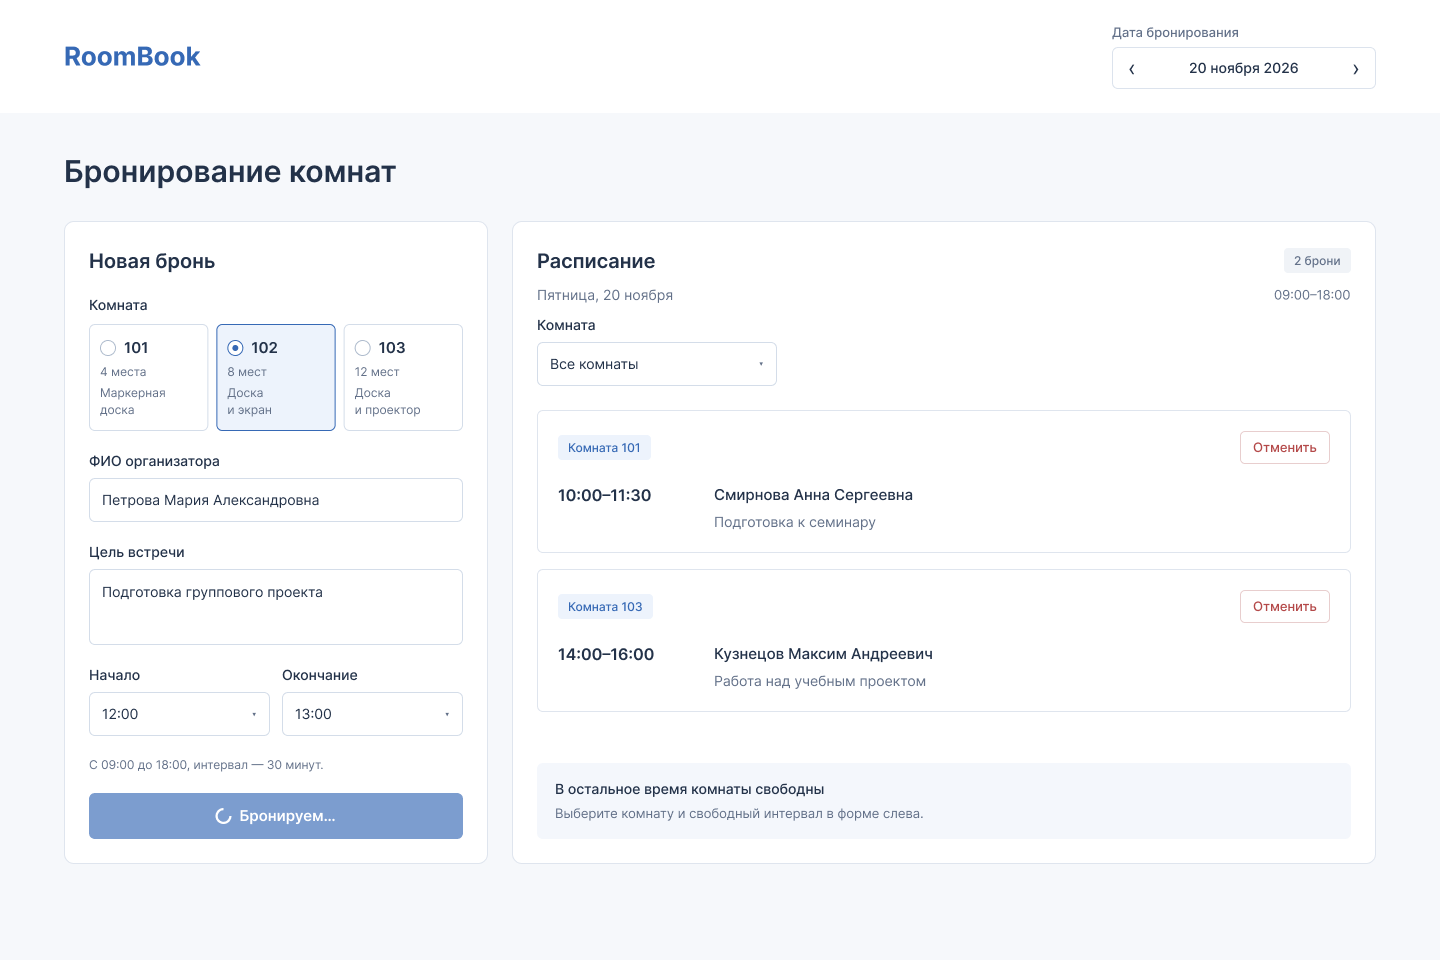 RoomBook
Дата бронирования
‹ 20 ноября 2026 ›
Бронирование комнат
Новая бронь
Комната
101
4 места
Маркерная
доска
102
8 мест
Доска
и экран
103
12 мест
Доска
и проектор
ФИО организатора
Петрова Мария Александровна
Цель встречи
Подготовка группового проекта
Начало
12:00
Окончание
13:00
С 09:00 до 18:00, интервал — 30 минут.
Бронируем...
Расписание
2 брони
Пятница, 20 ноября
09:00–18:00
Комната
Все комнаты
Комната 101
Отменить
10:00–11:30
Смирнова Анна Сергеевна
Подготовка к семинару
Комната 103
Отменить
14:00–16:00
Кузнецов Максим Андреевич
Работа над учебным проектом
В остальное время комнаты свободны
Выберите комнату и свободный интервал в форме слева.